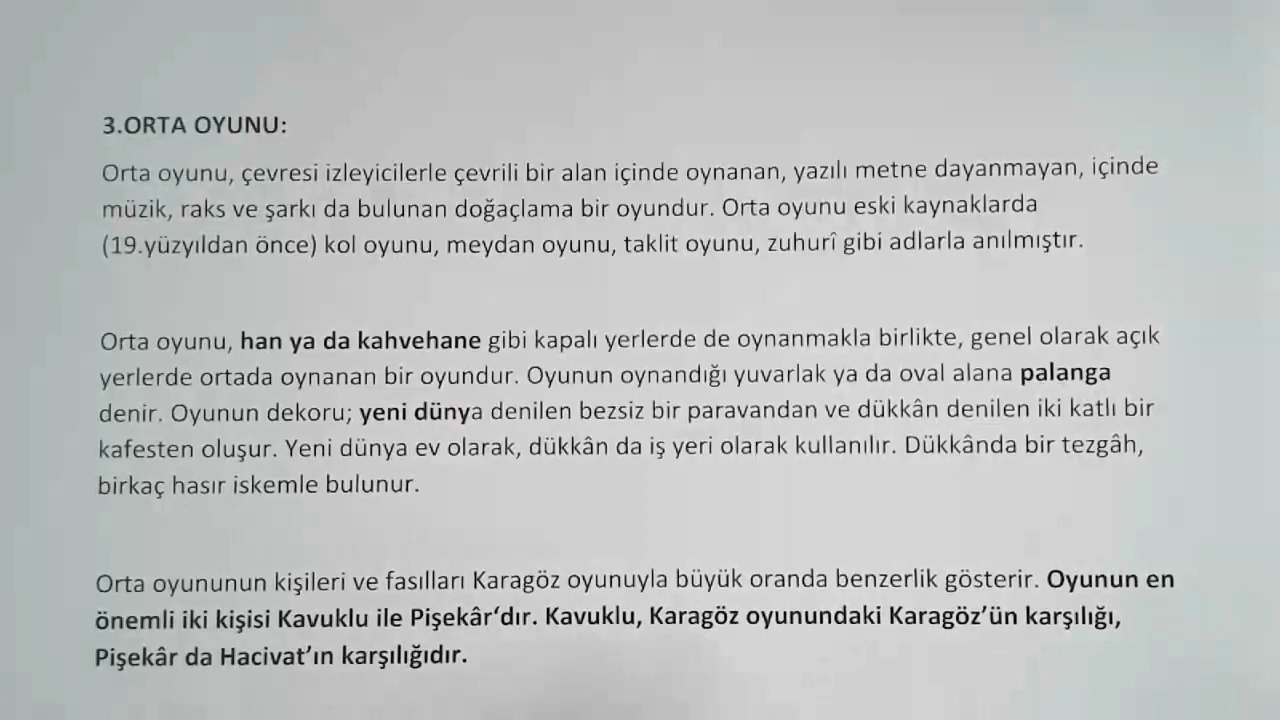 3.ORTA OYUNU:
Orta oyunu, çevresi izleyicilerle çevrili bir alan içinde oynanan, yazılı metne dayanmayan, içinde
müzik, raks ve şarkı da bulunan doğaçlama bir oyundur. Orta oyunu eski kaynaklarda
(19.yüzyıldan önce) kol oyunu, meydan oyunu, taklit oyunu, zuhurî gibi adlarla anılmıştır.
Orta oyunu, han ya da kahvehane gibi kapalı yerlerde de oynanmakla birlikte, genel olarak açık
yerlerde ortada oynanan bir oyundur. Oyunun oynandığı yuvarlak ya da oval alana palanga
denir. Oyunun dekoru; yeni dünya denilen bezsiz bir paravandan ve dükkân denilen iki katlı bir
kafesten oluşur. Yeni dünya ev olarak, dükkân da iş yeri olarak kullanılır. Dükkânda bir tezgâh,
birkaç hasır iskemle bulunur.
Orta oyununun kişileri ve fasılları Karagöz oyunuyla büyük oranda benzerlik gösterir. Oyunun en
önemli iki kişisi Kavuklu ile Pişekâr‘dır. Kavuklu, Karagöz oyunundaki Karagöz’ün karşılığı,
Pişekâr da Hacivat’ın karşılığıdır.